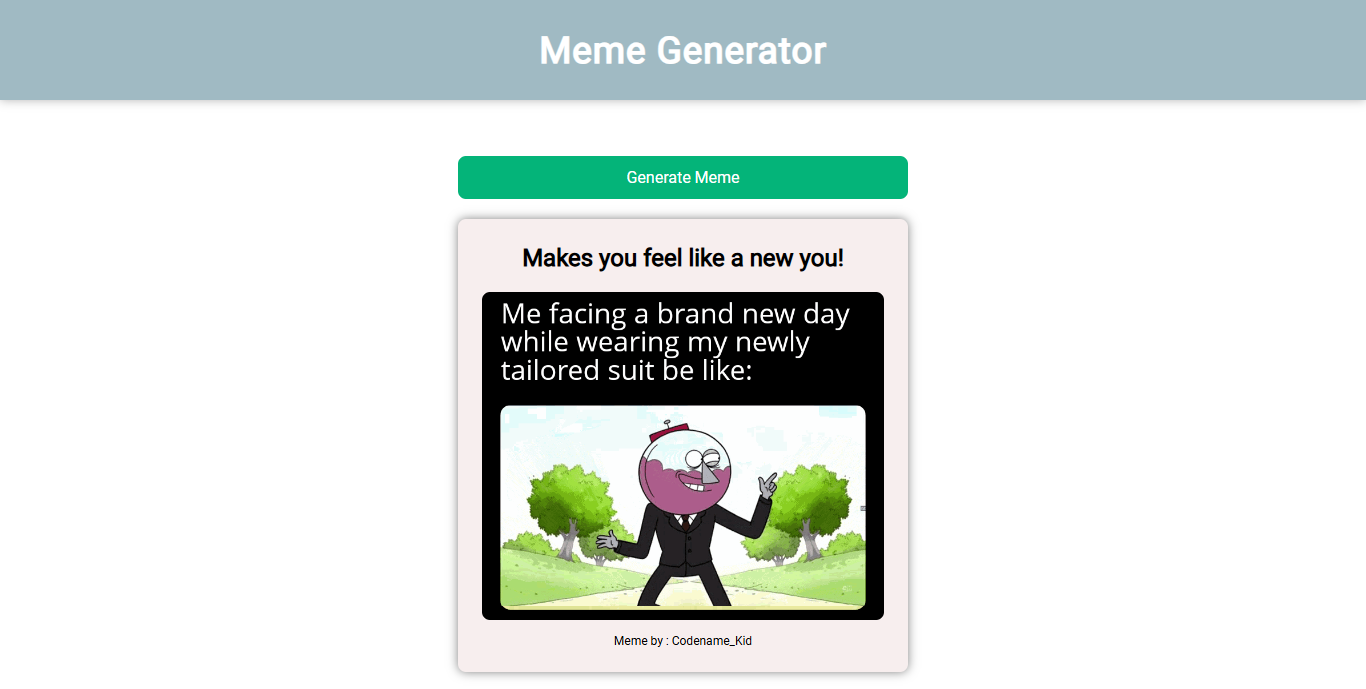 Meme Generator
Generate Meme
Makes you feel like a new you!
Me facing a brand new day
while wearing my newly
tailored suit be like:
Meme by : Codename_Kid